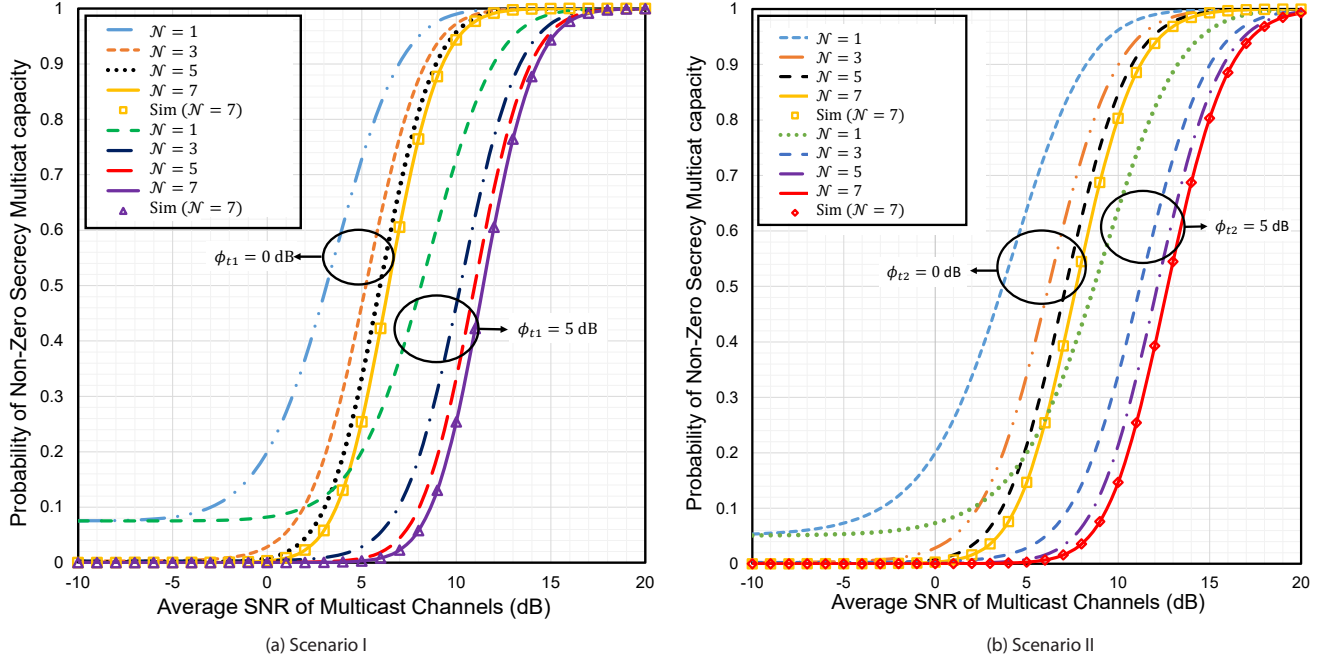 Probability of Non-Zero Secrecy Multicat capacity
1
0.9
0.8
0.7
0.6
0.5
0.4
0.3
0.2
0.1
0
𝒩 = 1
𝒩 = 3
𝒩 = 5
𝒩 = 7
Sim (𝒩 = 7)
𝒩 = 1
𝒩 = 3
𝒩 = 5
𝒩 = 7
Sim (𝒩 = 7)
ϕt1 = 0 dB
ϕt1 = 5 dB
-10 -5 0 5 10 15 20
Average SNR of Multicast Channels (dB)
(a) Scenario I
Probability of Non-Zero Secrecy Multicat capacity
1
0.9
0.8
0.7
0.6
0.5
0.4
0.3
0.2
0.1
0
𝒩 = 1
𝒩 = 3
𝒩 = 5
𝒩 = 7
Sim (𝒩 = 7)
𝒩 = 1
𝒩 = 3
𝒩 = 5
𝒩 = 7
Sim (𝒩 = 7)
ϕt2 = 5 dB
ϕt2 = 0 dB
-10 -5 0 5 10 15 20
Average SNR of Multicast Channels (dB)
(b) Scenario II